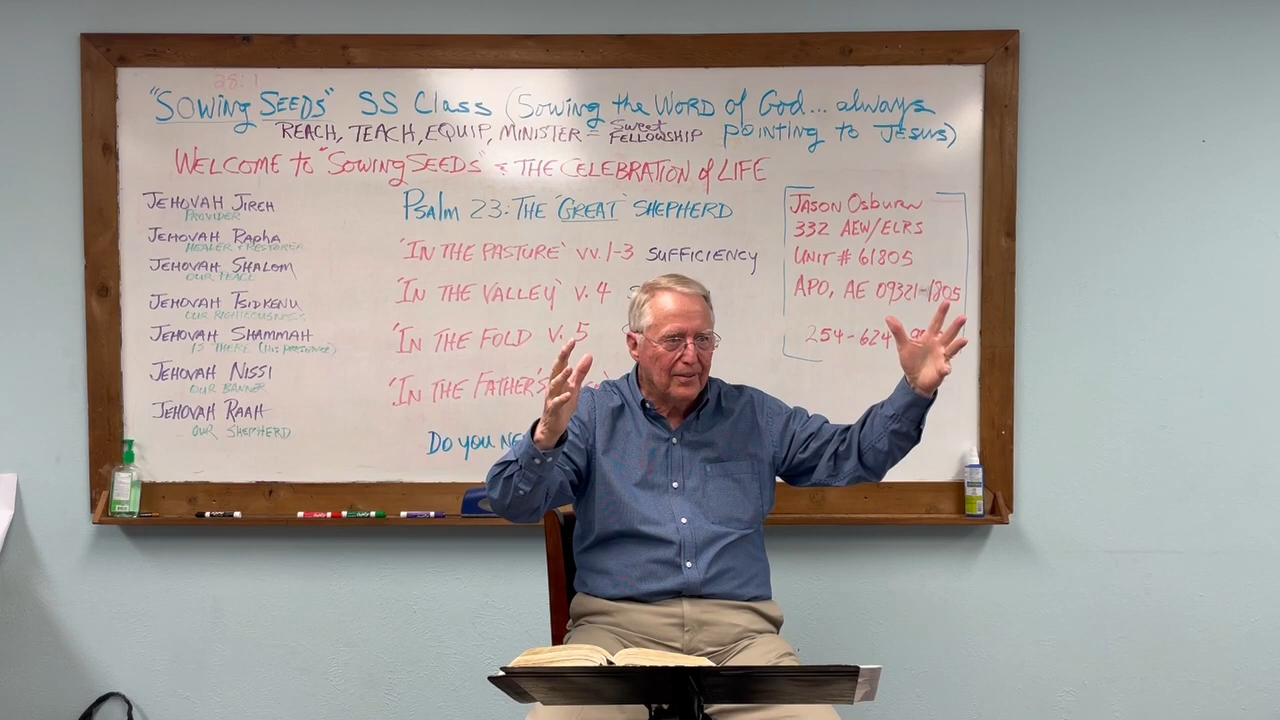 28:1
"SOWING SEEDS" SS Class (SOWING THE WORD OF GOD... always
pointing to JESUS)
REACH, TEACH, EQUIP, MINISTER = Sweet FELLOWSHIP
WELCOME to "SOWING SEEDS" & THE CELEBRATION of LIFE
JEHOVAH JIREH
PROVIDER
JEHOVAH Rapha
HEALER & RESTORER
JEHOVAH SHALOM
OUR PEACE
JEHOVAH TSIDKENU
OUR RIGHTEOUSNESS
JEHOVAH SHAMMAH
IS THERE (His PRESENCE)
JEHOVAH NISSI
OUR BANNER
JEHOVAH RAAH
OUR SHEPHERD
Psalm 23: THE 'GREAT' SHEPHERD
'IN THE PASTURE' vv. 1-3 SUFFICIENCY
'IN THE VALLEY' v. 4
'IN THE FOLD v. 5
'IN THE FATHER'S
DO YOU
JASON OSBURN
332 AEW/ELRS
UNIT # 61805
APO, AE 09321-1805
254-624